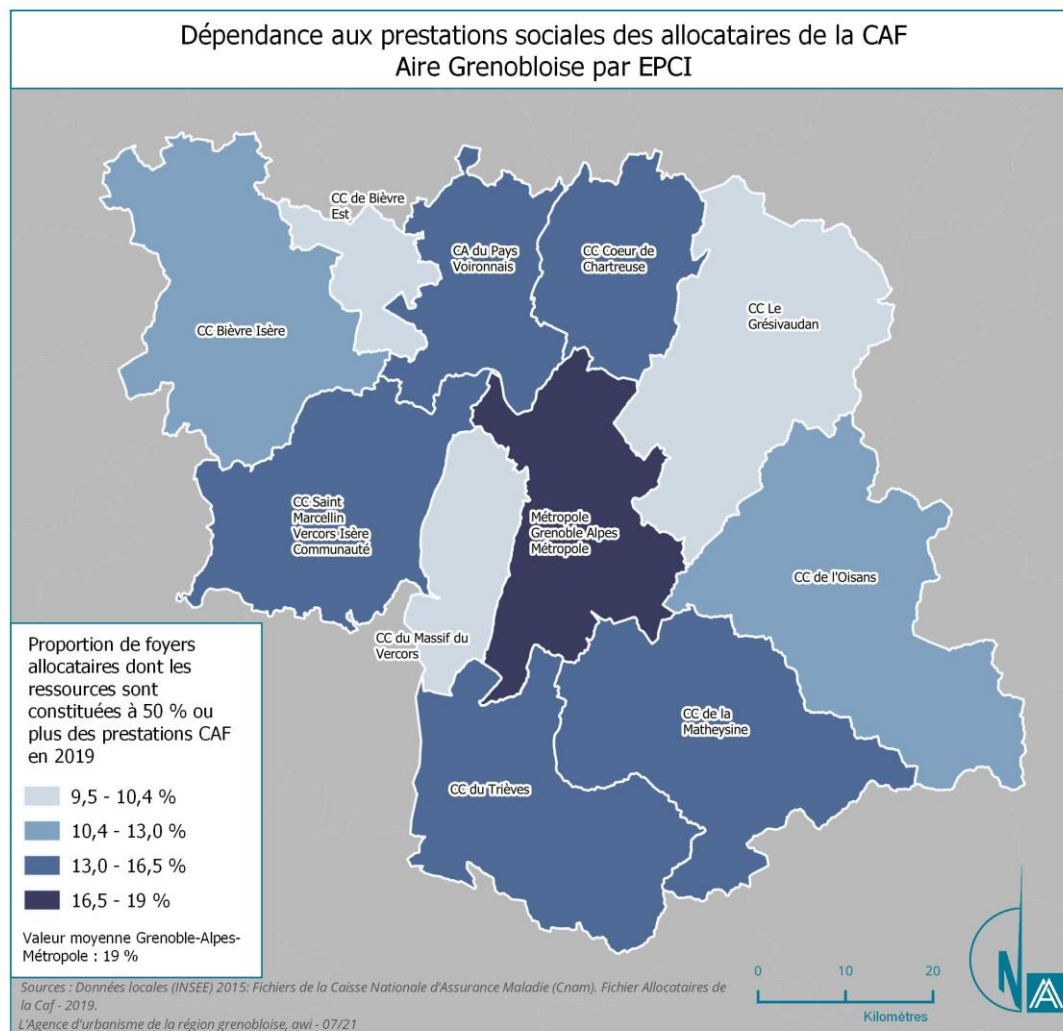 Dépendance aux prestations sociales des allocataires de la CAF
Aire Grenobloise par EPCI
CC de Bièvre
Est
CA du Pays
Voironnais
CC Coeur de
Chartreuse
CC Le
Grésivaudan
CC Bièvre Isère
CC Saint
Marcellin
Vercors Isère
Communauté
Métropole
Grenoble Alpes
Métropole
CC de l'Oisans
CC du Massif du
Vercors
CC de la
Matheysine
CC du Trièves
Proportion de foyers
allocataires dont les
ressources sont
constituées à 50 % ou
plus des prestations CAF
en 2019
9,5 - 10,4 %
10,4 - 13,0 %
13,0 - 16,5 %
16,5 - 19 %
Valeur moyenne Grenoble-Alpes-
Métropole : 19 %
Sources : Données locales (INSEE) 2015: Fichiers de la Caisse Nationale d'Assurance Maladie (Cnam). Fichier Allocataires de
la Caf - 2019.
L'Agence d'urbanisme de la région grenobloise, awi - 07/21
0 10 20
Kilomètres
N